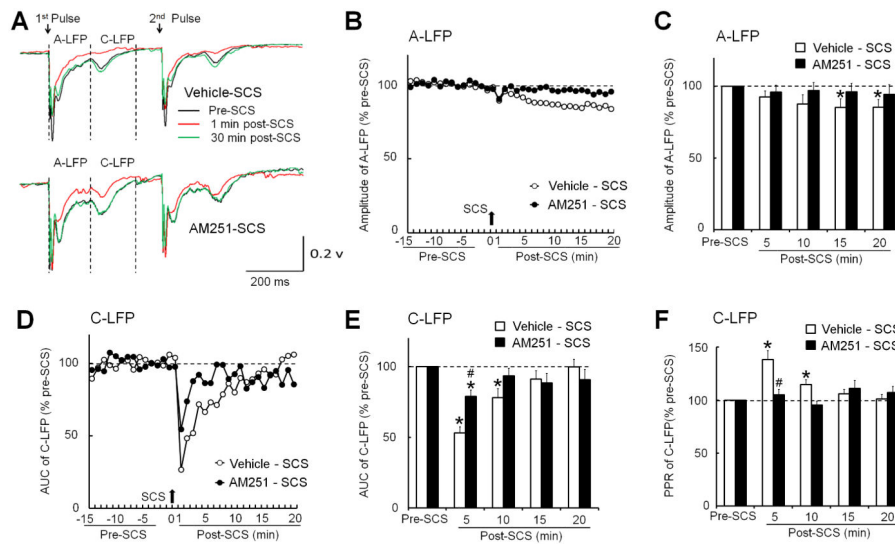 A
1st Pulse
2nd Pulse
A-LFP
C-LFP
Vehicle-SCS
Pre-SCS
1 min post-SCS
30 min post-SCS
A-LFP
C-LFP
AM251-SCS
0.2 v
200 ms
B
A-LFP
Amplitude of A-LFP (% pre-SCS)
100
50
0
SCS
Vehicle - SCS
AM251 - SCS
-15 -10 -5 0 1 5 10 15 20
Pre-SCS
Post-SCS (min)
C
A-LFP
Vehicle - SCS
AM251 - SCS
Amplitude of A-LFP (% pre-SCS)
100
50
0
* *
Pre-SCS 5 10 15 20
Post-SCS (min)
D
C-LFP
AUC of C-LFP (% pre-SCS)
100
50
0
Vehicle - SCS
AM251 - SCS
SCS
-15 -10 -5 0 1 5 10 15 20
Pre-SCS
Post-SCS (min)
E
C-LFP
Vehicle - SCS
AM251 - SCS
AUC of C-LFP (% pre-SCS)
100
50
0
#
* * *
Pre-SCS 5 10 15 20
Post-SCS (min)
F
C-LFP
Vehicle - SCS
AM251 - SCS
PPR of C-LFP(% pre-SCS)
150
100
50
0
* # *
Pre-SCS 5 10 15 20
Post-SCS (min)